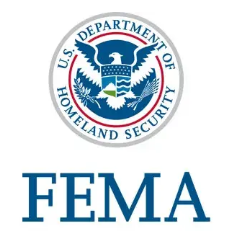 U.S. DEPARTMENT OF
HOMELAND SECURITY
FEMA